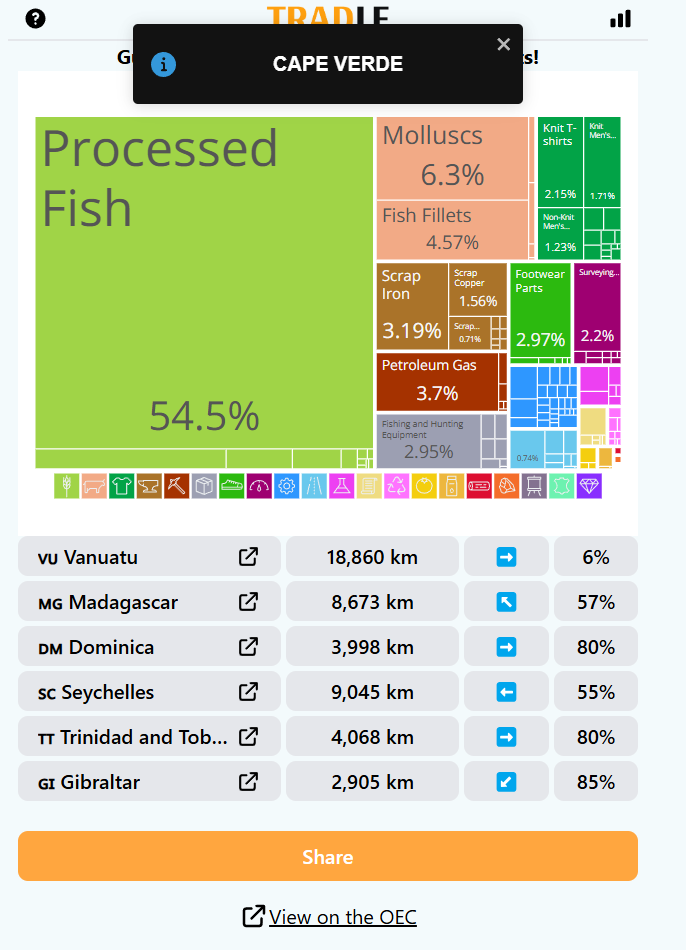 ?
TRADLE
Gu
ts!
i
CAPE VERDE
×
Processed
Fish
54.5%
Molluscs
6.3%
Fish Fillets
4.57%
Knit T-
shirts
2.15%
Knit
Men's...
1.71%
Non-Knit
Men's...
1.23%
Scrap
Iron
3.19%
Scrap
Copper
1.56%
Scrap...
0.71%
Footwear
Parts
2.97%
Surveying...
2.2%
Petroleum Gas
3.7%
Fishing and Hunting
Equipment
2.95%
0.74%
VU Vanuatu 18,860 km ➡ 6%
MG Madagascar 8,673 km ↖ 57%
DM Dominica 3,998 km ➡ 80%
SC Seychelles 9,045 km ⬅ 55%
TT Trinidad and Tob... 4,068 km ➡ 80%
GI Gibraltar 2,905 km ↙ 85%
Share
View on the OEC